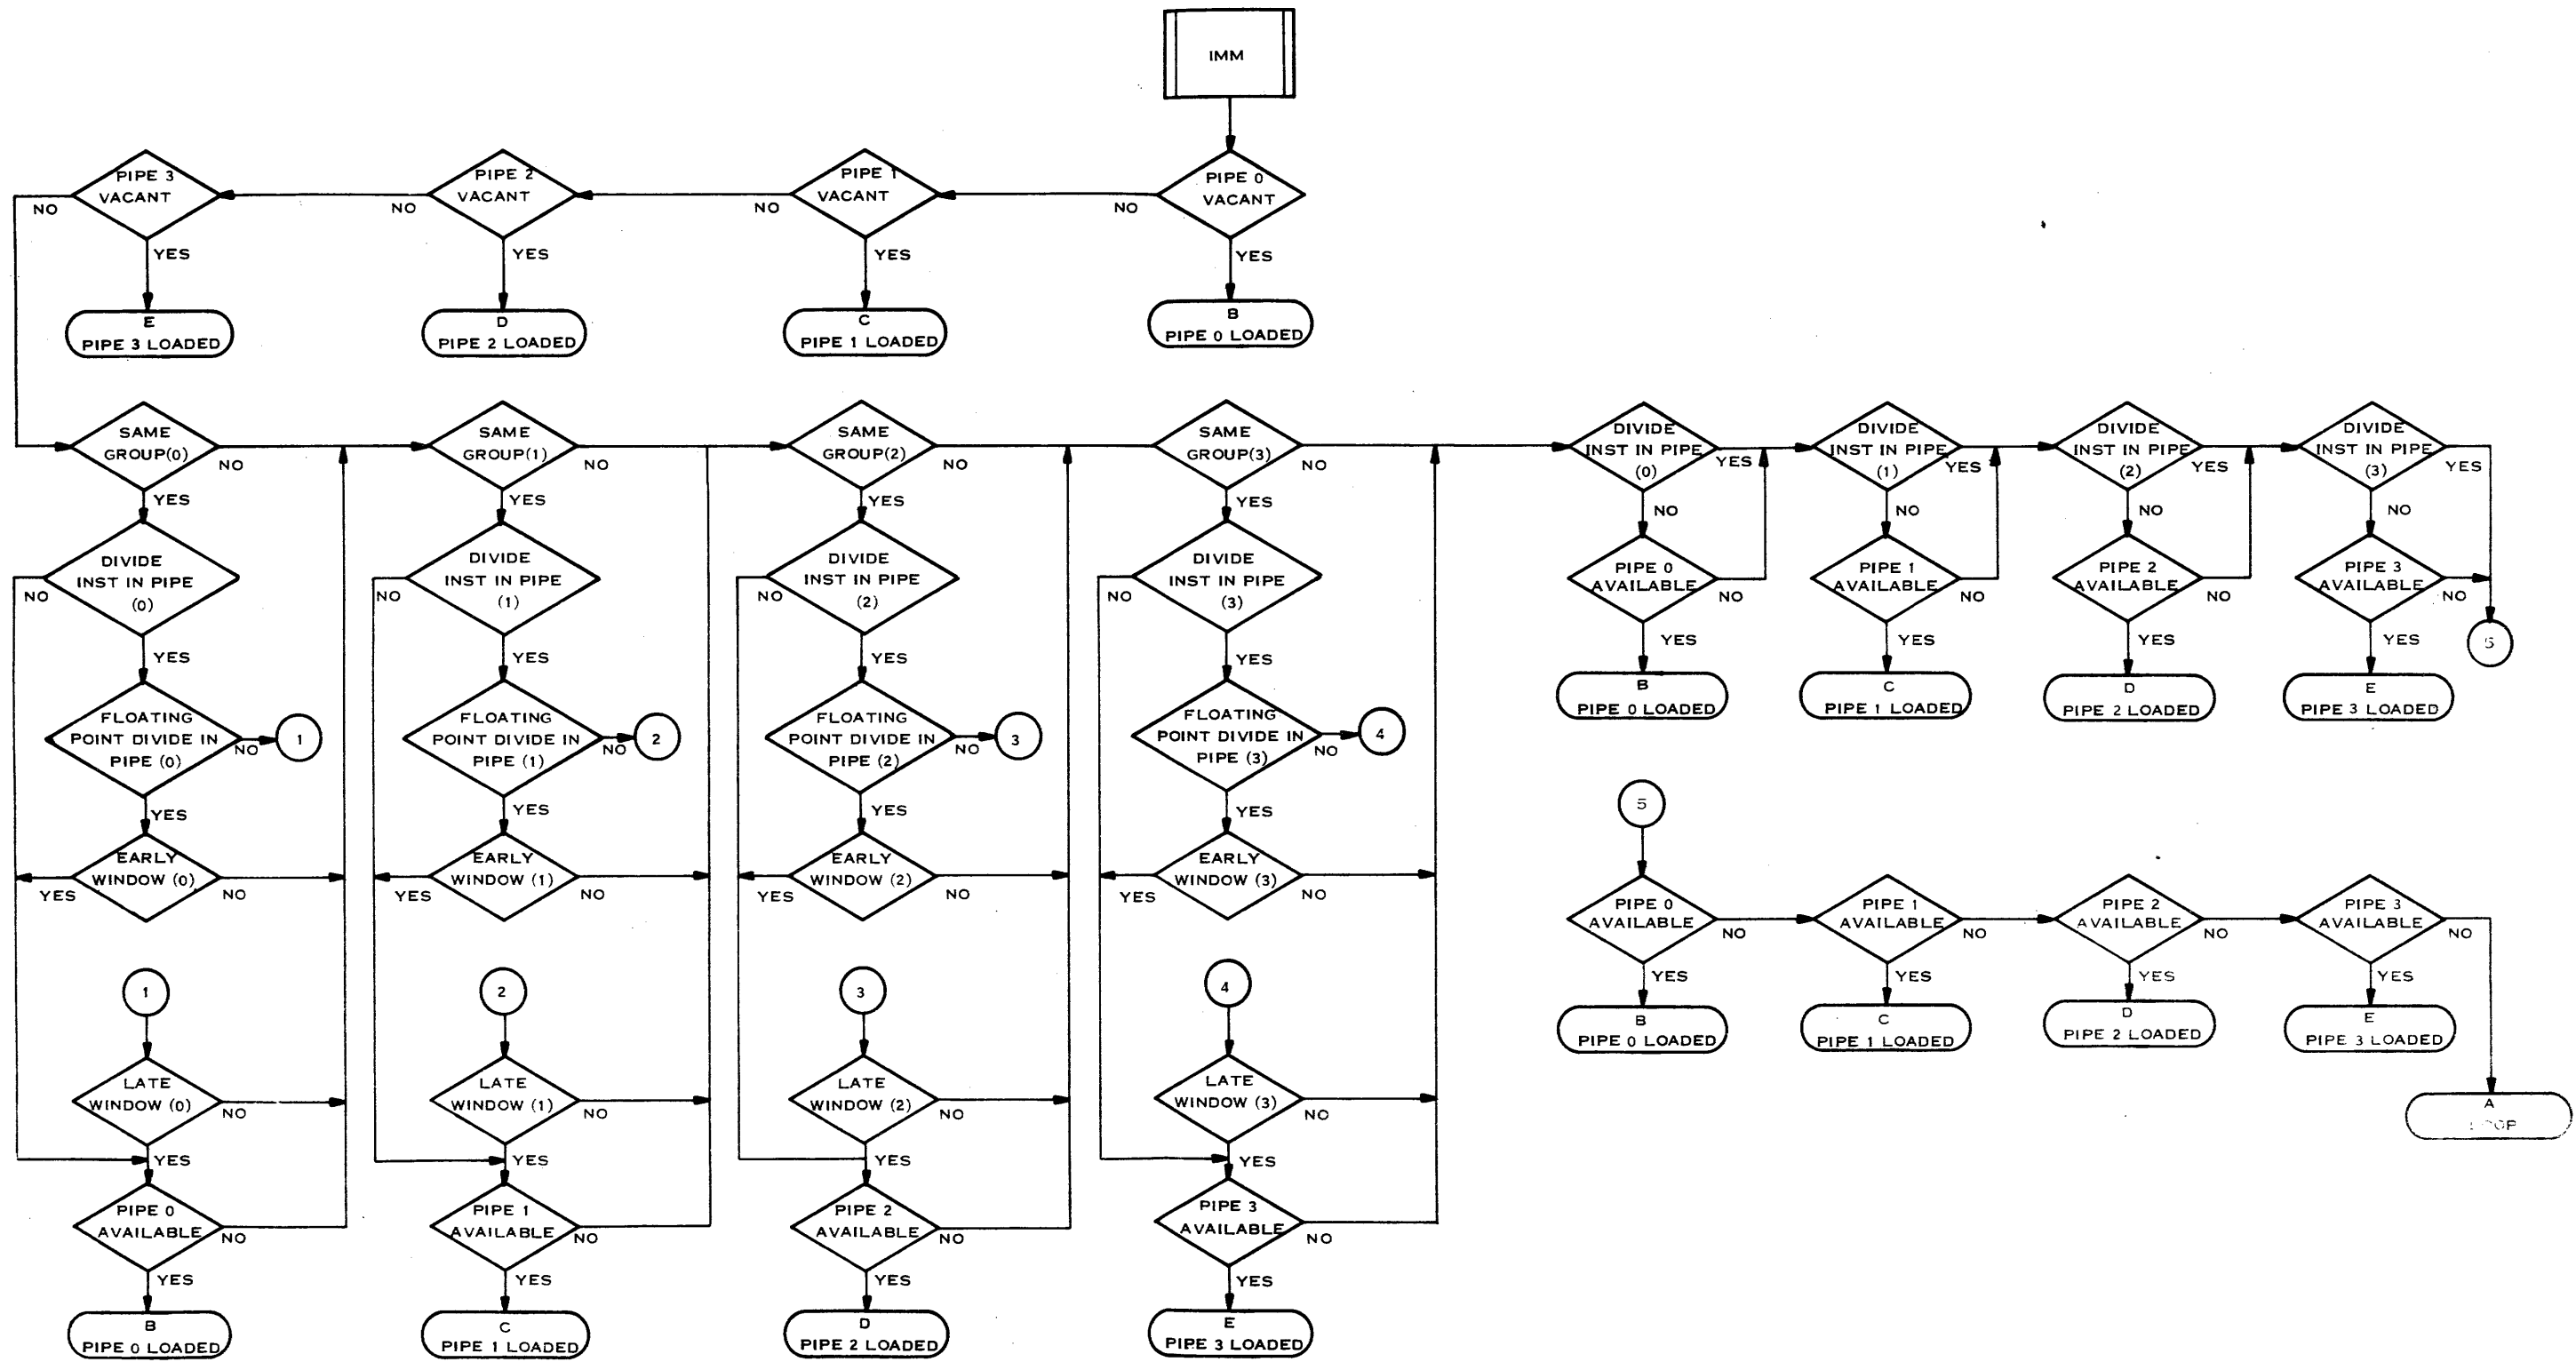 IMM
PIPE 3
VACANT
NO
YES
E
PIPE 3 LOADED
PIPE 2
VACANT
NO
YES
D
PIPE 2 LOADED
PIPE 1
VACANT
NO
YES
C
PIPE 1 LOADED
PIPE 0
VACANT
NO
YES
B
PIPE 0 LOADED
SAME
GROUP(0)
NO
YES
DIVIDE
INST IN PIPE
(0)
NO
YES
FLOATING
POINT DIVIDE IN
PIPE (0)
NO
1
YES
EARLY
WINDOW (0)
YES
NO
1
LATE
WINDOW (0)
NO
YES
PIPE 0
AVAILABLE
NO
YES
B
PIPE 0 LOADED
SAME
GROUP(1)
NO
YES
DIVIDE
INST IN PIPE
(1)
NO
YES
FLOATING
POINT DIVIDE IN
PIPE (1)
NO
2
YES
EARLY
WINDOW (1)
YES
NO
2
LATE
WINDOW (1)
NO
YES
PIPE 1
AVAILABLE
NO
YES
C
PIPE 1 LOADED
SAME
GROUP(2)
NO
YES
DIVIDE
INST IN PIPE
(2)
NO
YES
FLOATING
POINT DIVIDE IN
PIPE (2)
NO
3
YES
EARLY
WINDOW (2)
YES
NO
3
LATE
WINDOW (2)
NO
YES
PIPE 2
AVAILABLE
NO
YES
D
PIPE 2 LOADED
SAME
GROUP(3)
NO
YES
DIVIDE
INST IN PIPE
(3)
NO
YES
FLOATING
POINT DIVIDE IN
PIPE (3)
NO
4
YES
EARLY
WINDOW (3)
YES
NO
4
LATE
WINDOW (3)
NO
YES
PIPE 3
AVAILABLE
NO
YES
E
PIPE 3 LOADED
DIVIDE
INST IN PIPE
(0)
YES
NO
PIPE 0
AVAILABLE
NO
YES
B
PIPE 0 LOADED
DIVIDE
INST IN PIPE
(1)
YES
NO
PIPE 1
AVAILABLE
NO
YES
C
PIPE 1 LOADED
DIVIDE
INST IN PIPE
(2)
YES
NO
PIPE 2
AVAILABLE
NO
YES
D
PIPE 2 LOADED
DIVIDE
INST IN PIPE
(3)
YES
NO
PIPE 3
AVAILABLE
NO
YES
E
PIPE 3 LOADED
5
5
PIPE 0
AVAILABLE
NO
YES
B
PIPE 0 LOADED
PIPE 1
AVAILABLE
NO
YES
C
PIPE 1 LOADED
PIPE 2
AVAILABLE
NO
YES
D
PIPE 2 LOADED
PIPE 3
AVAILABLE
NO
YES
E
PIPE 3 LOADED
A